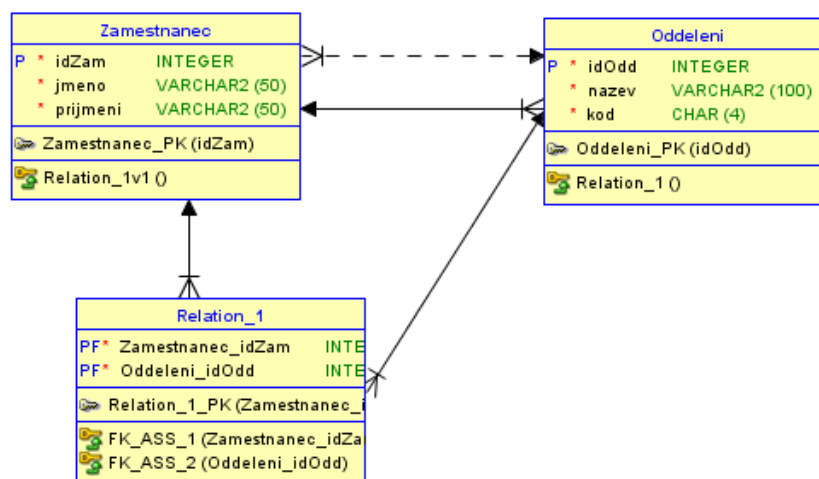 Zamestnanec
P * idZam INTEGER
* jmeno VARCHAR2 (50)
* prijmeni VARCHAR2 (50)
Zamestnanec_PK (idZam)
Relation_1v1 ()
Oddeleni
P * idOdd INTEGER
* nazev VARCHAR2 (100)
* kod CHAR (4)
Oddeleni_PK (idOdd)
Relation_1 ()
Relation_1
PF* Zamestnanec_idZam INTE
PF* Oddeleni_idOdd INTE
Relation_1_PK (Zamestnanec_i
FK_ASS_1 (Zamestnanec_idZa
FK_ASS_2 (Oddeleni_idOdd)